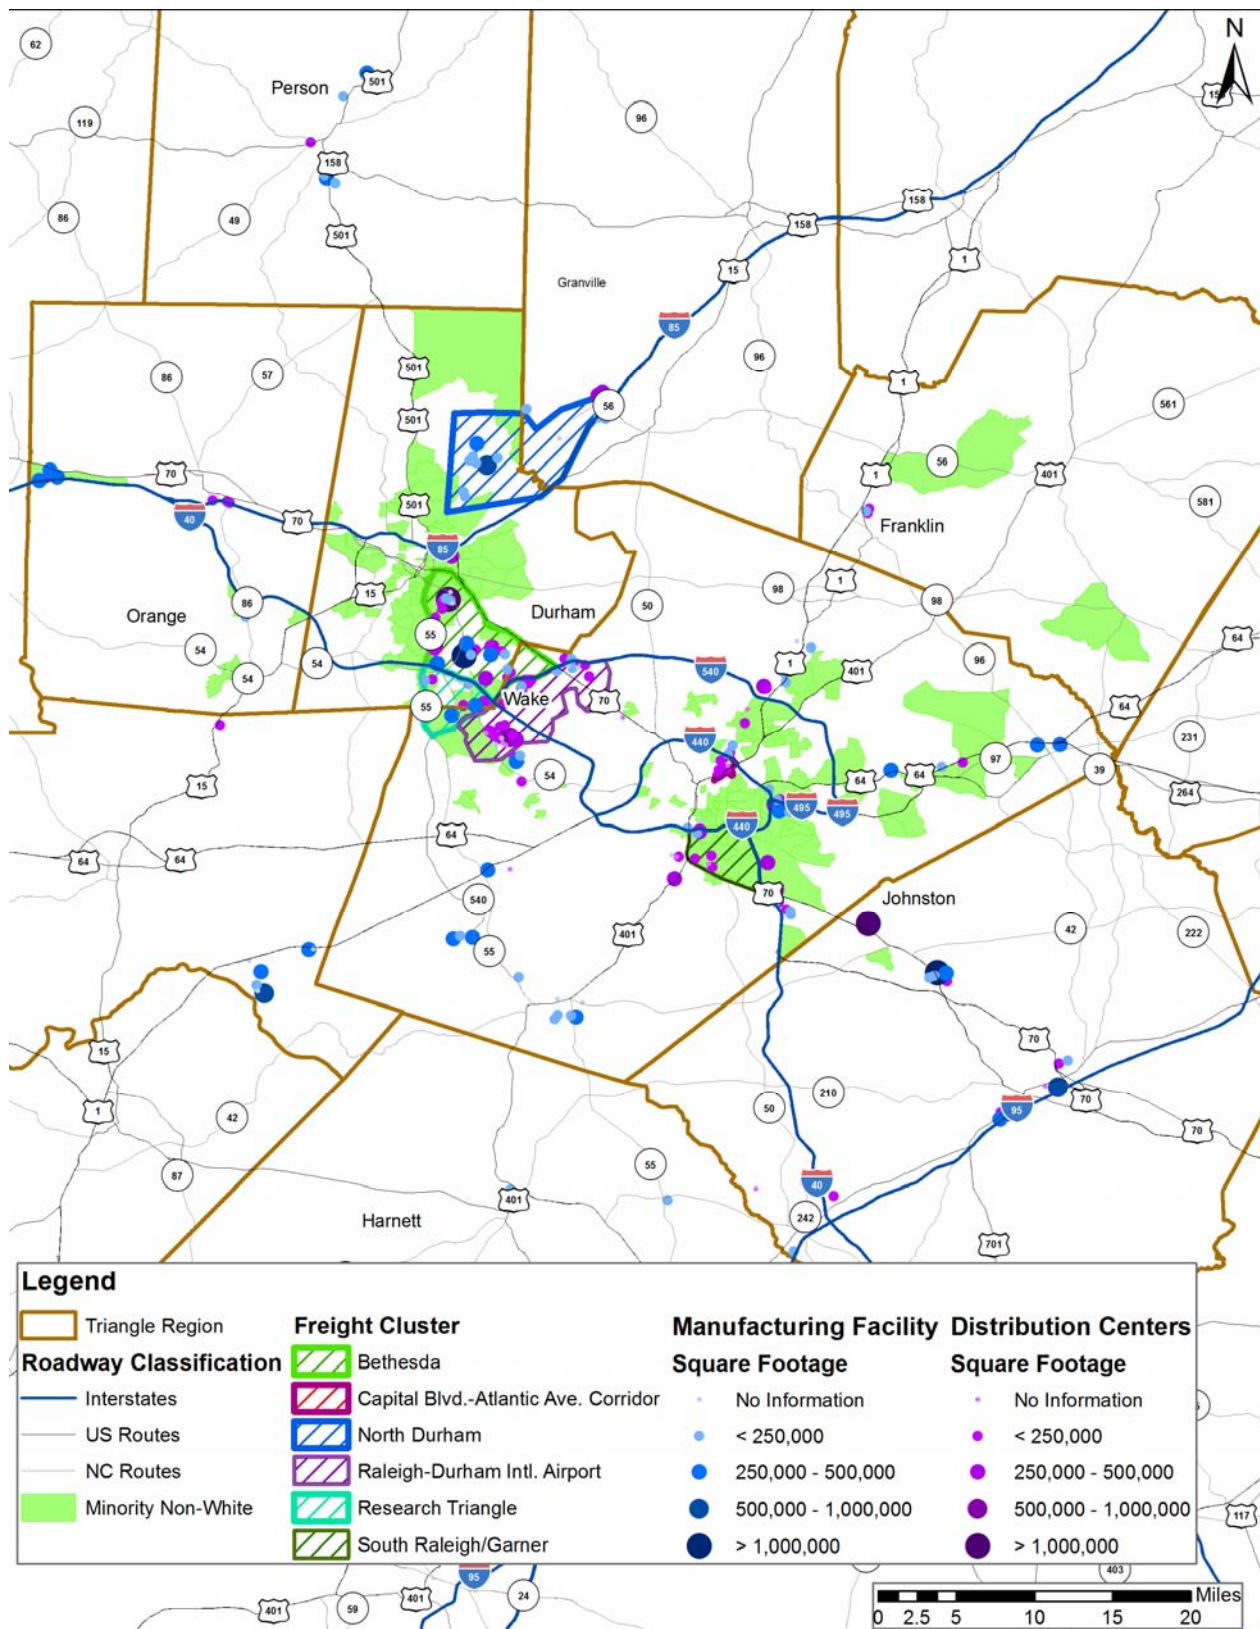 62
Person
501
N
158
119
96
158
86
49
501
158
158
1
15
Granville
85
96
86
57
501
1
561
501
56
70
56
1
401
501
581
40
70
Franklin
85
1
98
15
86
98
50
Orange
Durham
55
64
54
54
96
1
401
540
54
Wake
70
64
55
440
231
97
39
54
15
64
64
264
495
495
440
64
64
64
70
540
Johnston
401
42
222
55
15
70
1
42
210
50
95
70
70
55
87
40
401
242
Harnett
701
Legend
Triangle Region
Roadway Classification
Interstates
US Routes
NC Routes
Minority Non-White
Freight Cluster
Bethesda
Capital Blvd.-Atlantic Ave. Corridor
North Durham
Raleigh-Durham Intl. Airport
Research Triangle
South Raleigh/Garner
Manufacturing Facility
Square Footage
No Information
< 250,000
250,000 - 500,000
500,000 - 1,000,000
> 1,000,000
Distribution Centers
Square Footage
No Information
< 250,000
250,000 - 500,000
500,000 - 1,000,000
> 1,000,000
117
95
403
401
59
401
24
Miles
0 2.5 5 10 15 20